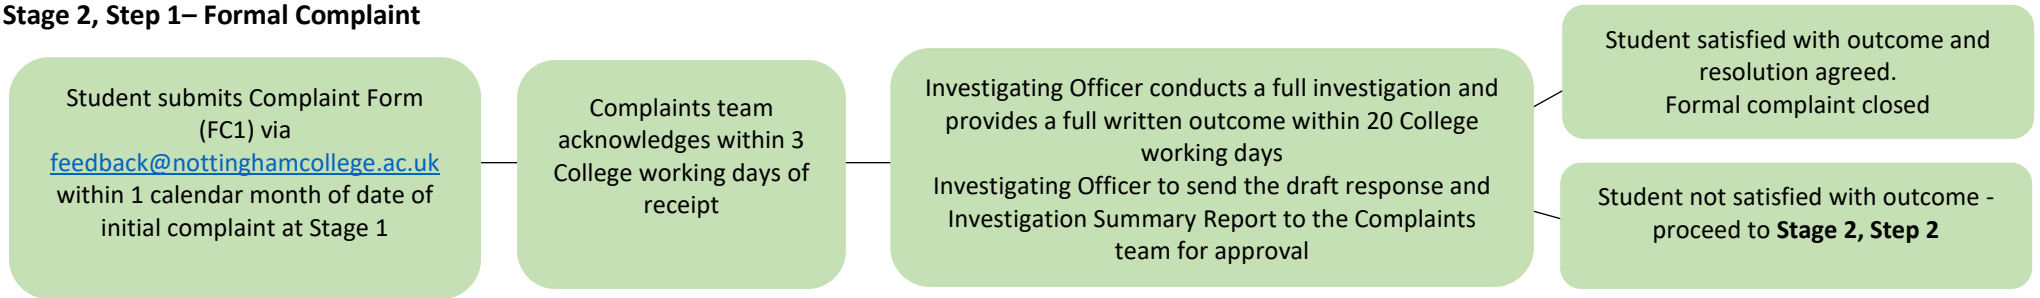 Stage 2, Step 1– Formal Complaint
Student submits Complaint Form
(FC1) via
feedback@nottinghamcollege.ac.uk
within 1 calendar month of date of
initial complaint at Stage 1
Complaints team
acknowledges within 3
College working days of
receipt
Investigating Officer conducts a full investigation and
provides a full written outcome within 20 College
working days
Investigating Officer to send the draft response and
Investigation Summary Report to the Complaints
team for approval
Student satisfied with outcome and
resolution agreed.
Formal complaint closed
Student not satisfied with outcome -
proceed to Stage 2, Step 2